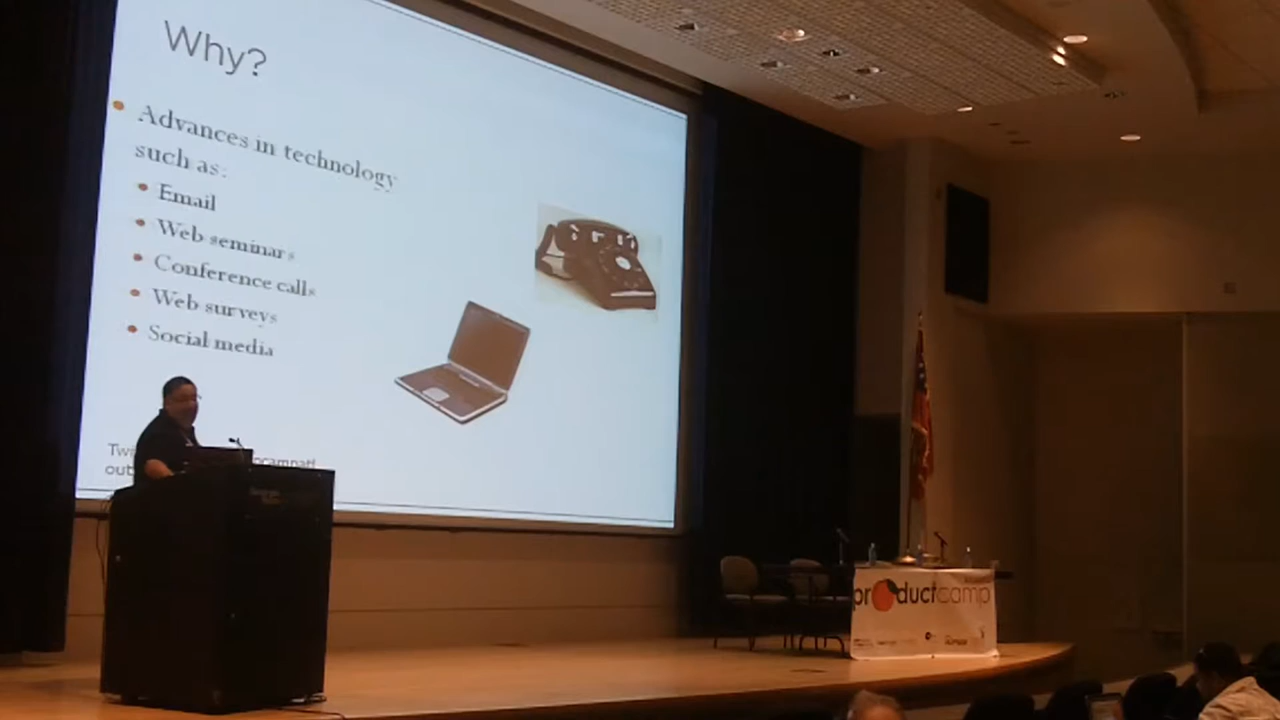 Why?
Advances in technology
such as:
Email
Web seminars
Conference calls
Web surveys
Social media
productcamp